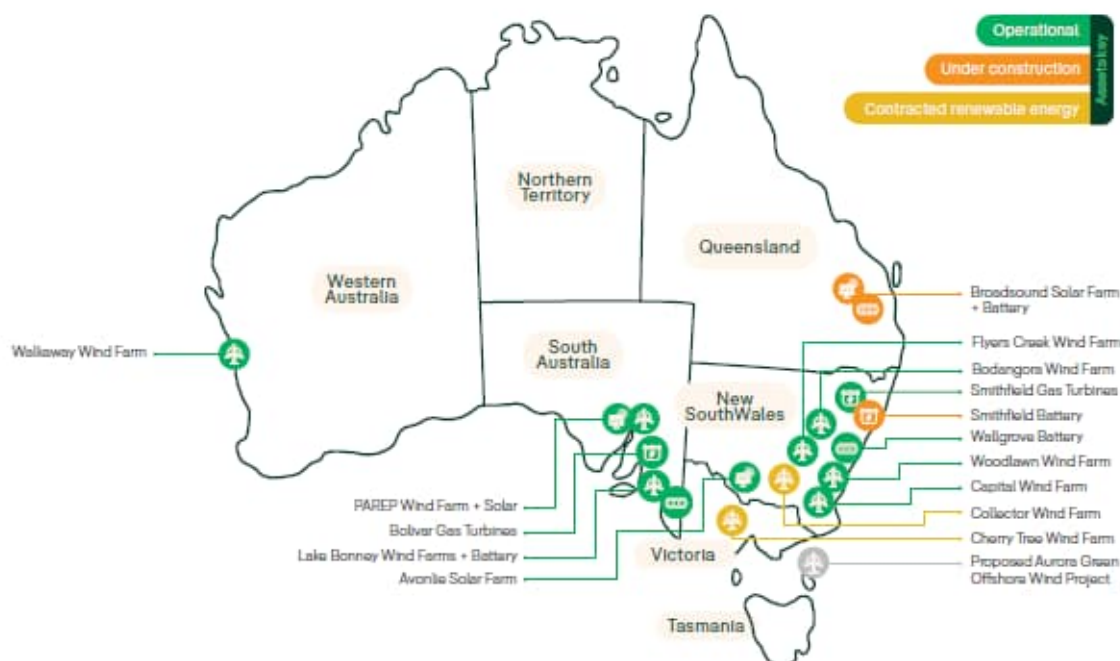 Operational
Under construction
Contracted renewable energy
Assets key
Northern
Territory
Queensland
Western
Australia
South
Australia
New
SouthWales
Victoria
Tasmania
Walkaway Wind Farm
PAREP Wind Farm + Solar
Bolivar Gas Turbines
Lake Bonney Wind Farms + Battery
Avonlie Solar Farm
Broadsound Solar Farm
+ Battery
Flyers Creek Wind Farm
Bodangora Wind Farm
Smithfield Gas Turbines
Smithfield Battery
Wallgrove Battery
Woodlawn Wind Farm
Capital Wind Farm
Collector Wind Farm
Cherry Tree Wind Farm
Proposed Aurora Green
Offshore Wind Project